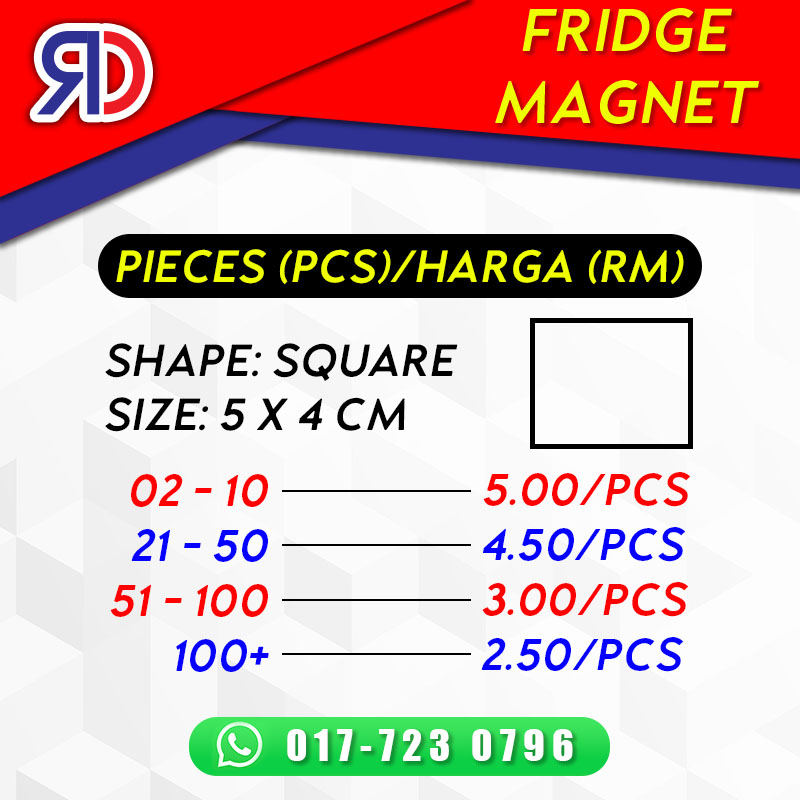 RD
FRIDGE
MAGNET
PIECES (PCS)/HARGA (RM)
SHAPE: SQUARE
SIZE: 5 X 4 CM
02 - 10 5.00/PCS
21 - 50 4.50/PCS
51 - 100 3.00/PCS
100+ 2.50/PCS
017-723 0796